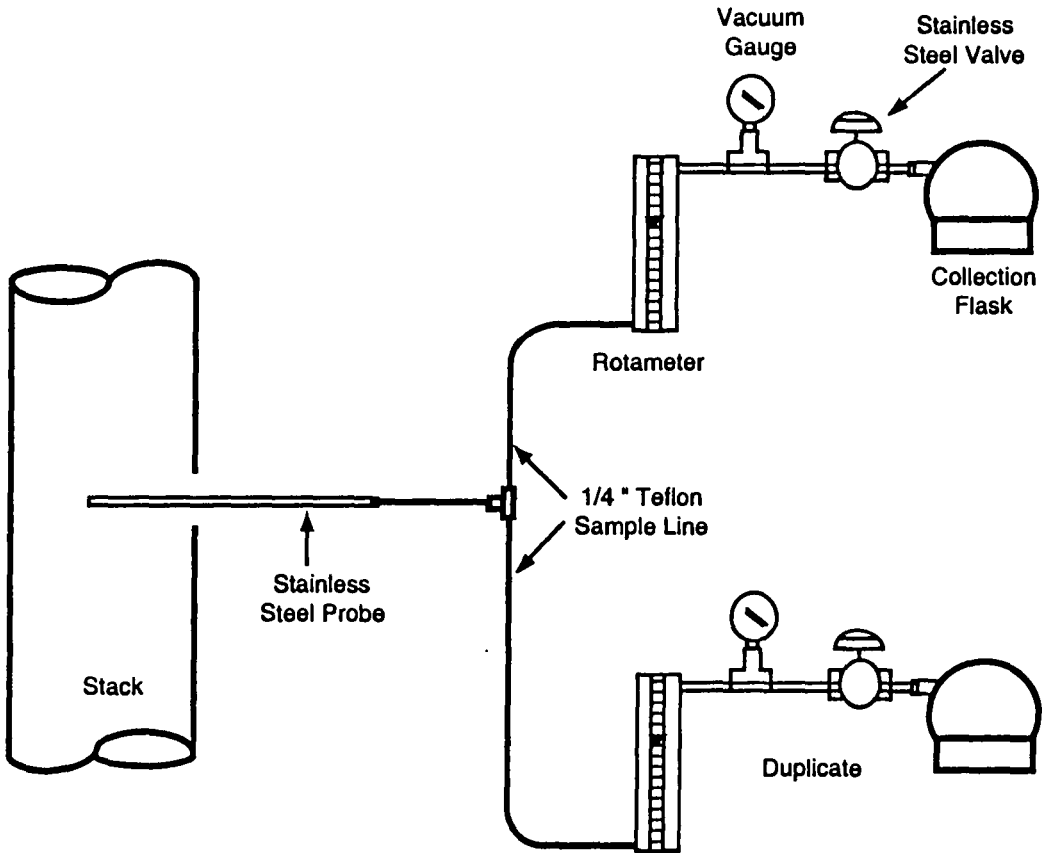 Vacuum
Gauge
Stainless
Steel Valve
Collection
Flask
Rotameter
1/4 " Teflon
Sample Line
Stainless
Steel Probe
Stack
Duplicate